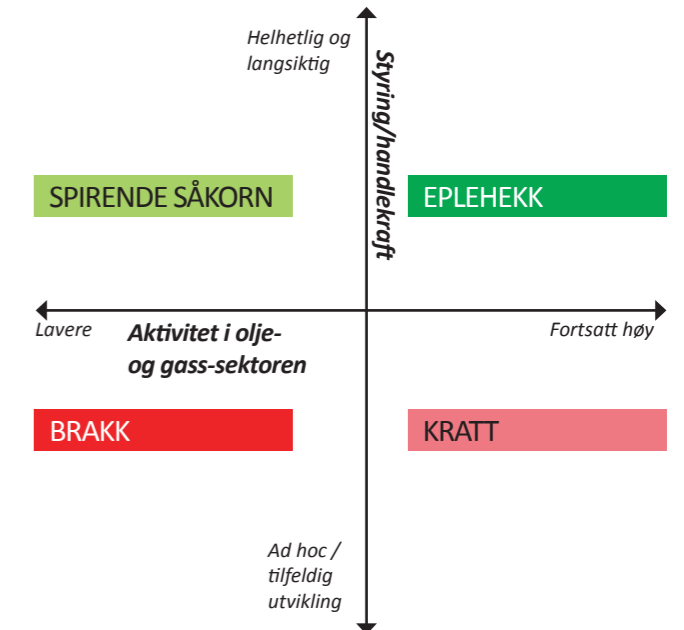 Helhetlig og
langsiktig
Styring/handlekraft
SPIRENDE SÅKORN
EPLEHEKK
Lavere
Aktivitet i olje-
og gass-sektoren
Fortsatt høy
BRAKK
KRATT
Ad hoc /
tilfeldig
utvikling